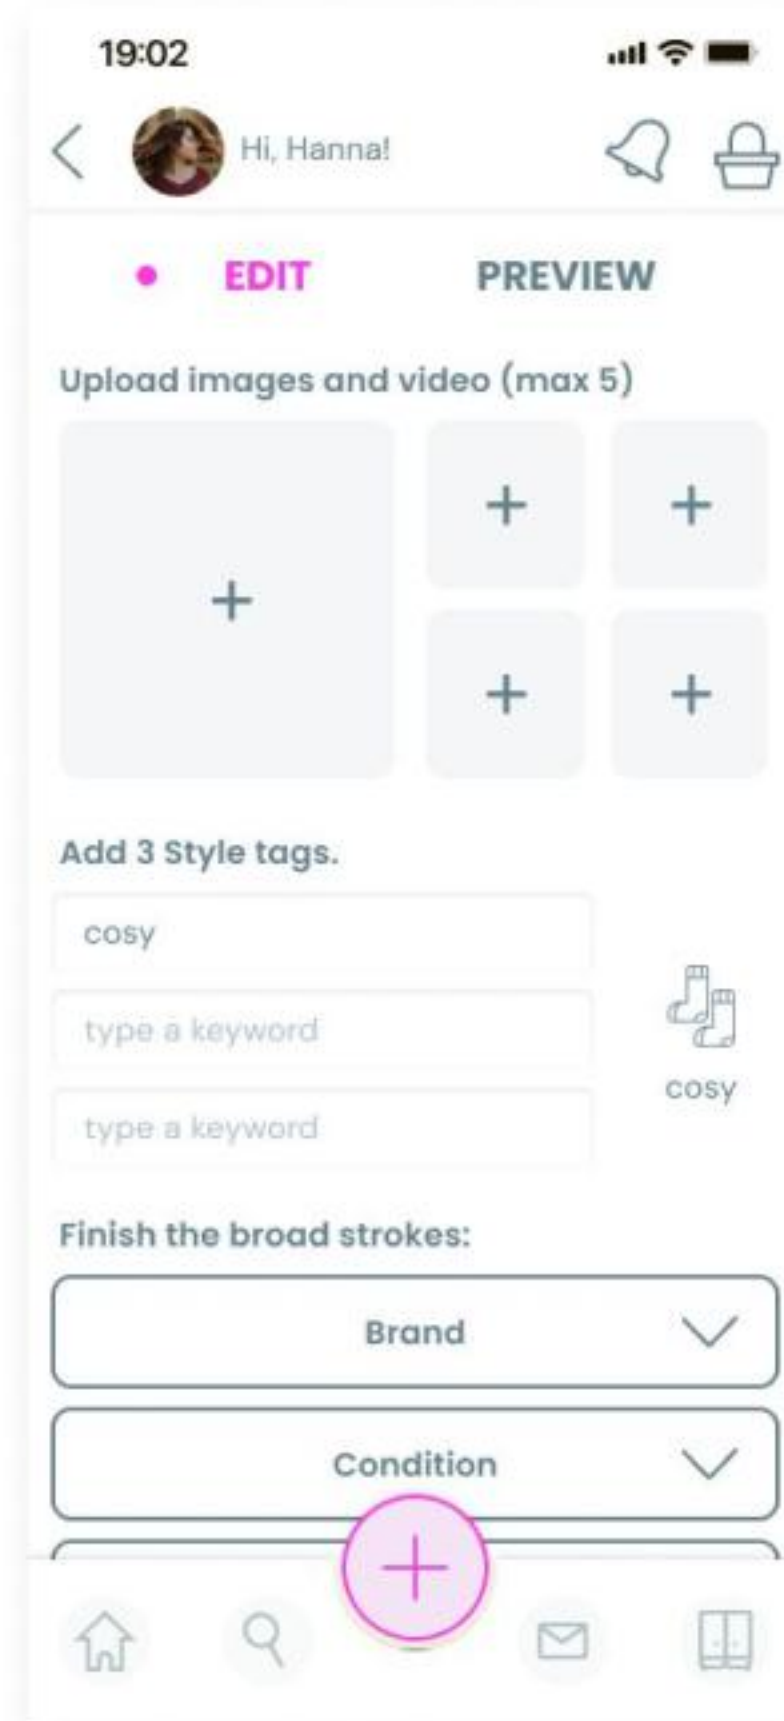 19:02
Hi, Hanna!
EDIT PREVIEW
Upload images and video (max 5)
Add 3 Style tags.
cosy
type a keyword
cosy
type a keyword
Finish the broad strokes:
Brand
Condition